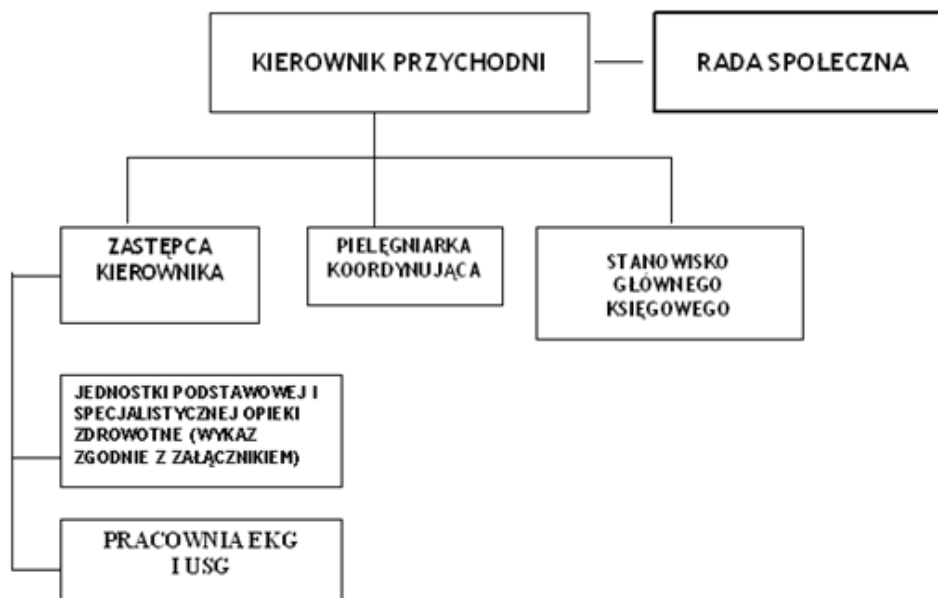 KIEROWNIK PRZYCHODNI
RADA SPOLECZNA
ZASTĘPCA
KIEROWNIKA
PIELĘGNIARKA
KOORDYNUJĄCA
STANOWISKO
GŁÓWNEGO
KSIĘGOWEGO
JEDNOSTKI PODSTAWOWEJ I
SPECJALISTYCZNEJ OPIEKI
ZDROWOTNE (WYKAZ
ZGODNIE Z ZAŁĄCZNIKIEM)
PRACOWNIA EKG
I USG